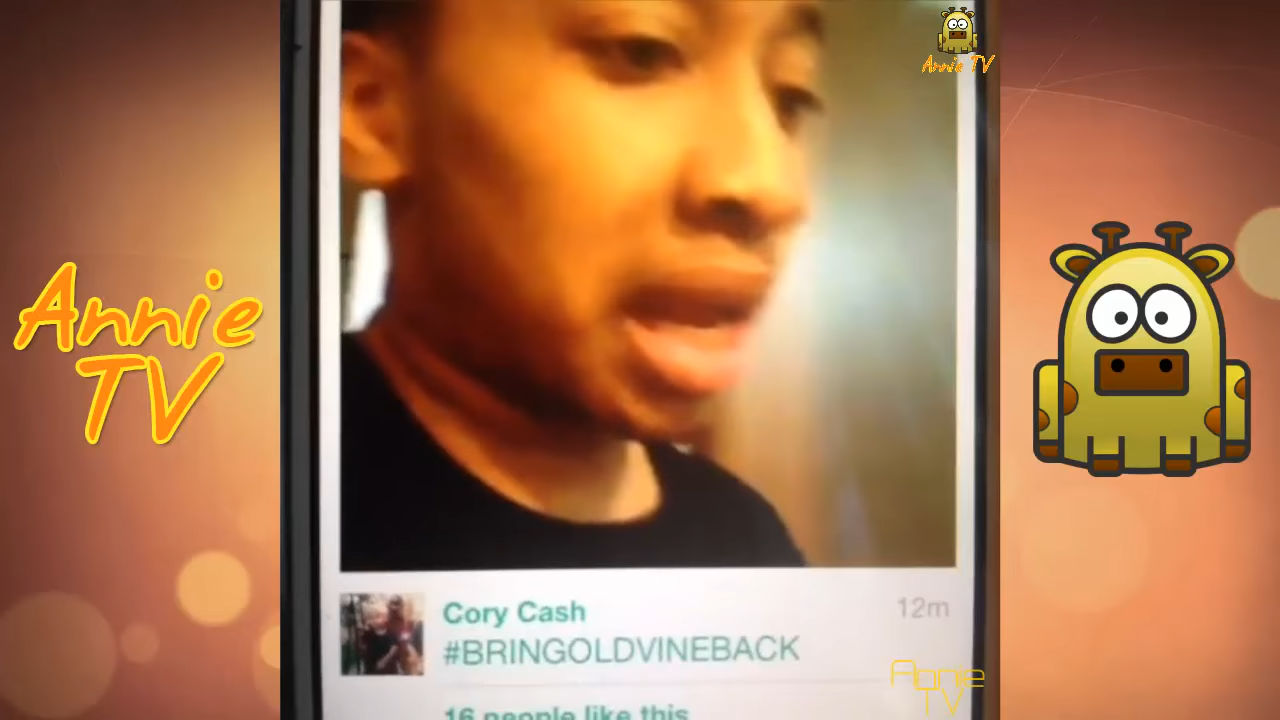 Annie TV
Annie
TV
Cory Cash
12m
#BRINGOLDVINEBACK
16 people like this
Annie
TV